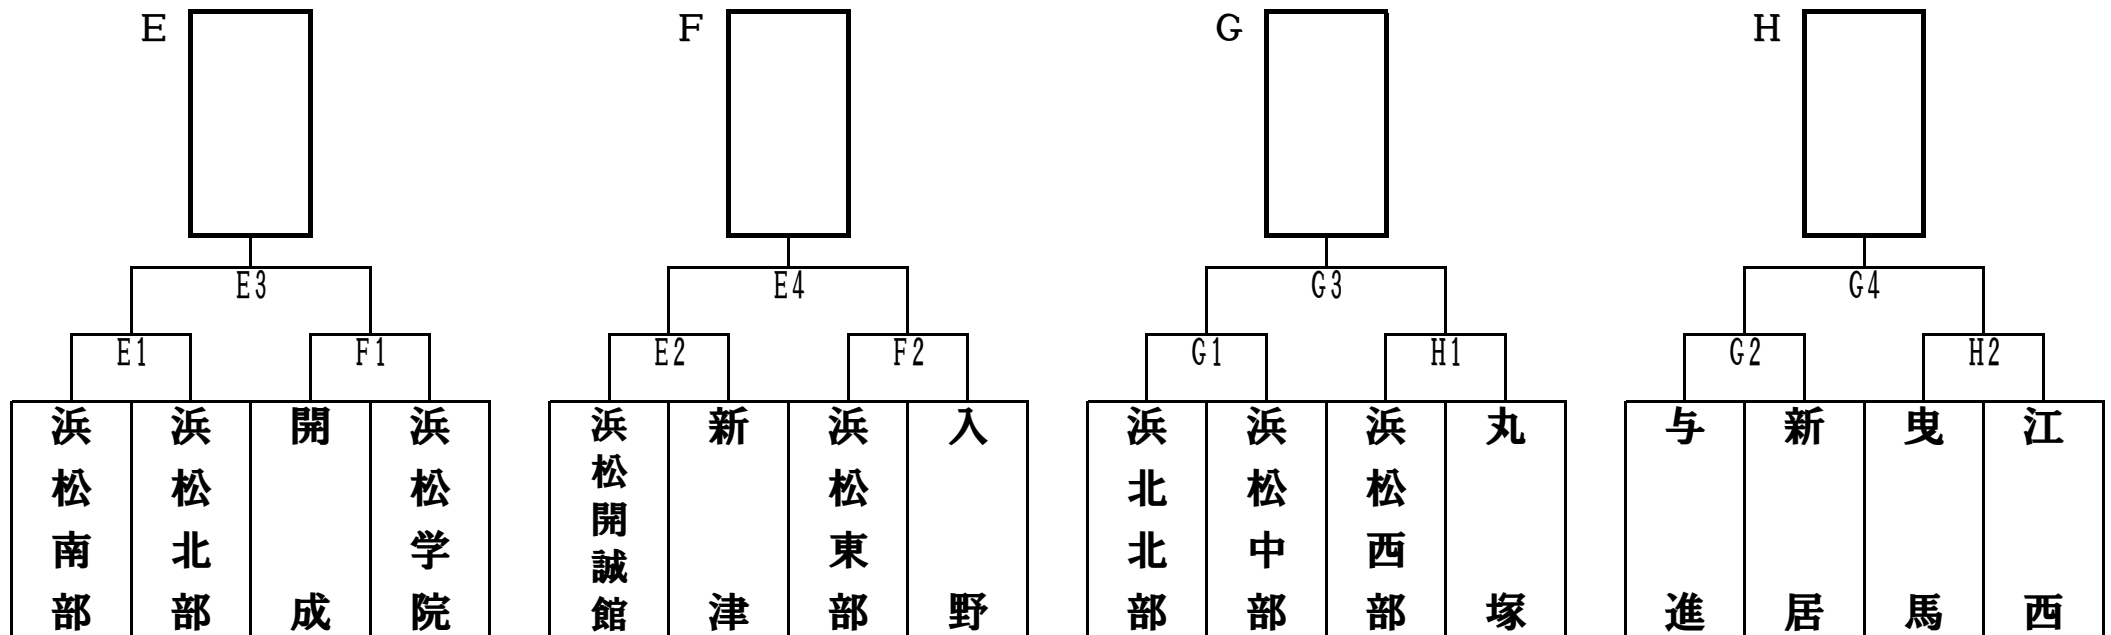 E
F
G
H
E3
E4
G3
G4
E1
F1
E2
F2
G1
H1
G2
H2
浜松南部
浜松北部
開成
浜松学院
浜松開誠館
新津
浜松東部
入野
浜北北部
浜松中部
浜松西部
丸塚
与進
新居
曳馬
江西